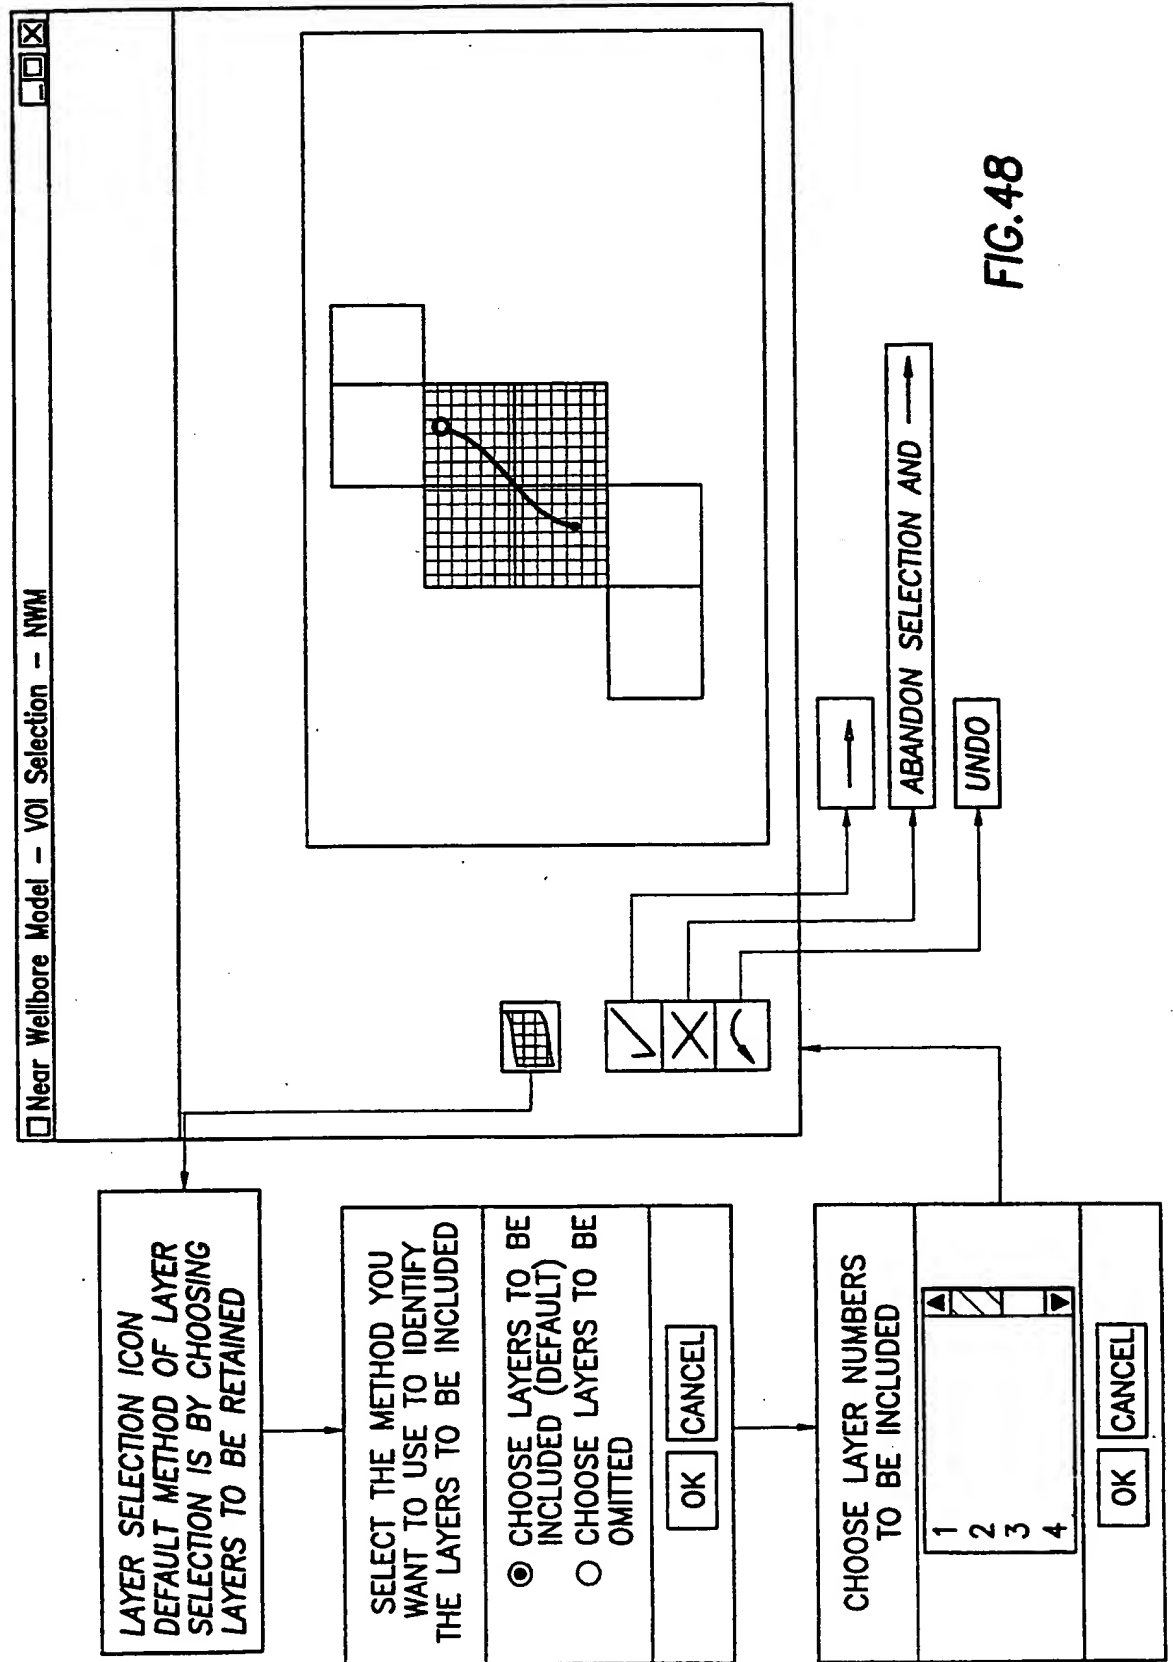 Near Wellbore Model – VOI Selection – NWM
LAYER SELECTION ICON
DEFAULT METHOD OF LAYER
SELECTION IS BY CHOOSING
LAYERS TO BE RETAINED
SELECT THE METHOD YOU
WANT TO USE TO IDENTIFY
THE LAYERS TO BE INCLUDED
CHOOSE LAYERS TO BE
INCLUDED (DEFAULT)
CHOOSE LAYERS TO BE
OMITTED
OK CANCEL
CHOOSE LAYER NUMBERS
TO BE INCLUDED
1
2
3
4
OK CANCEL
ABANDON SELECTION AND
UNDO
FIG.48